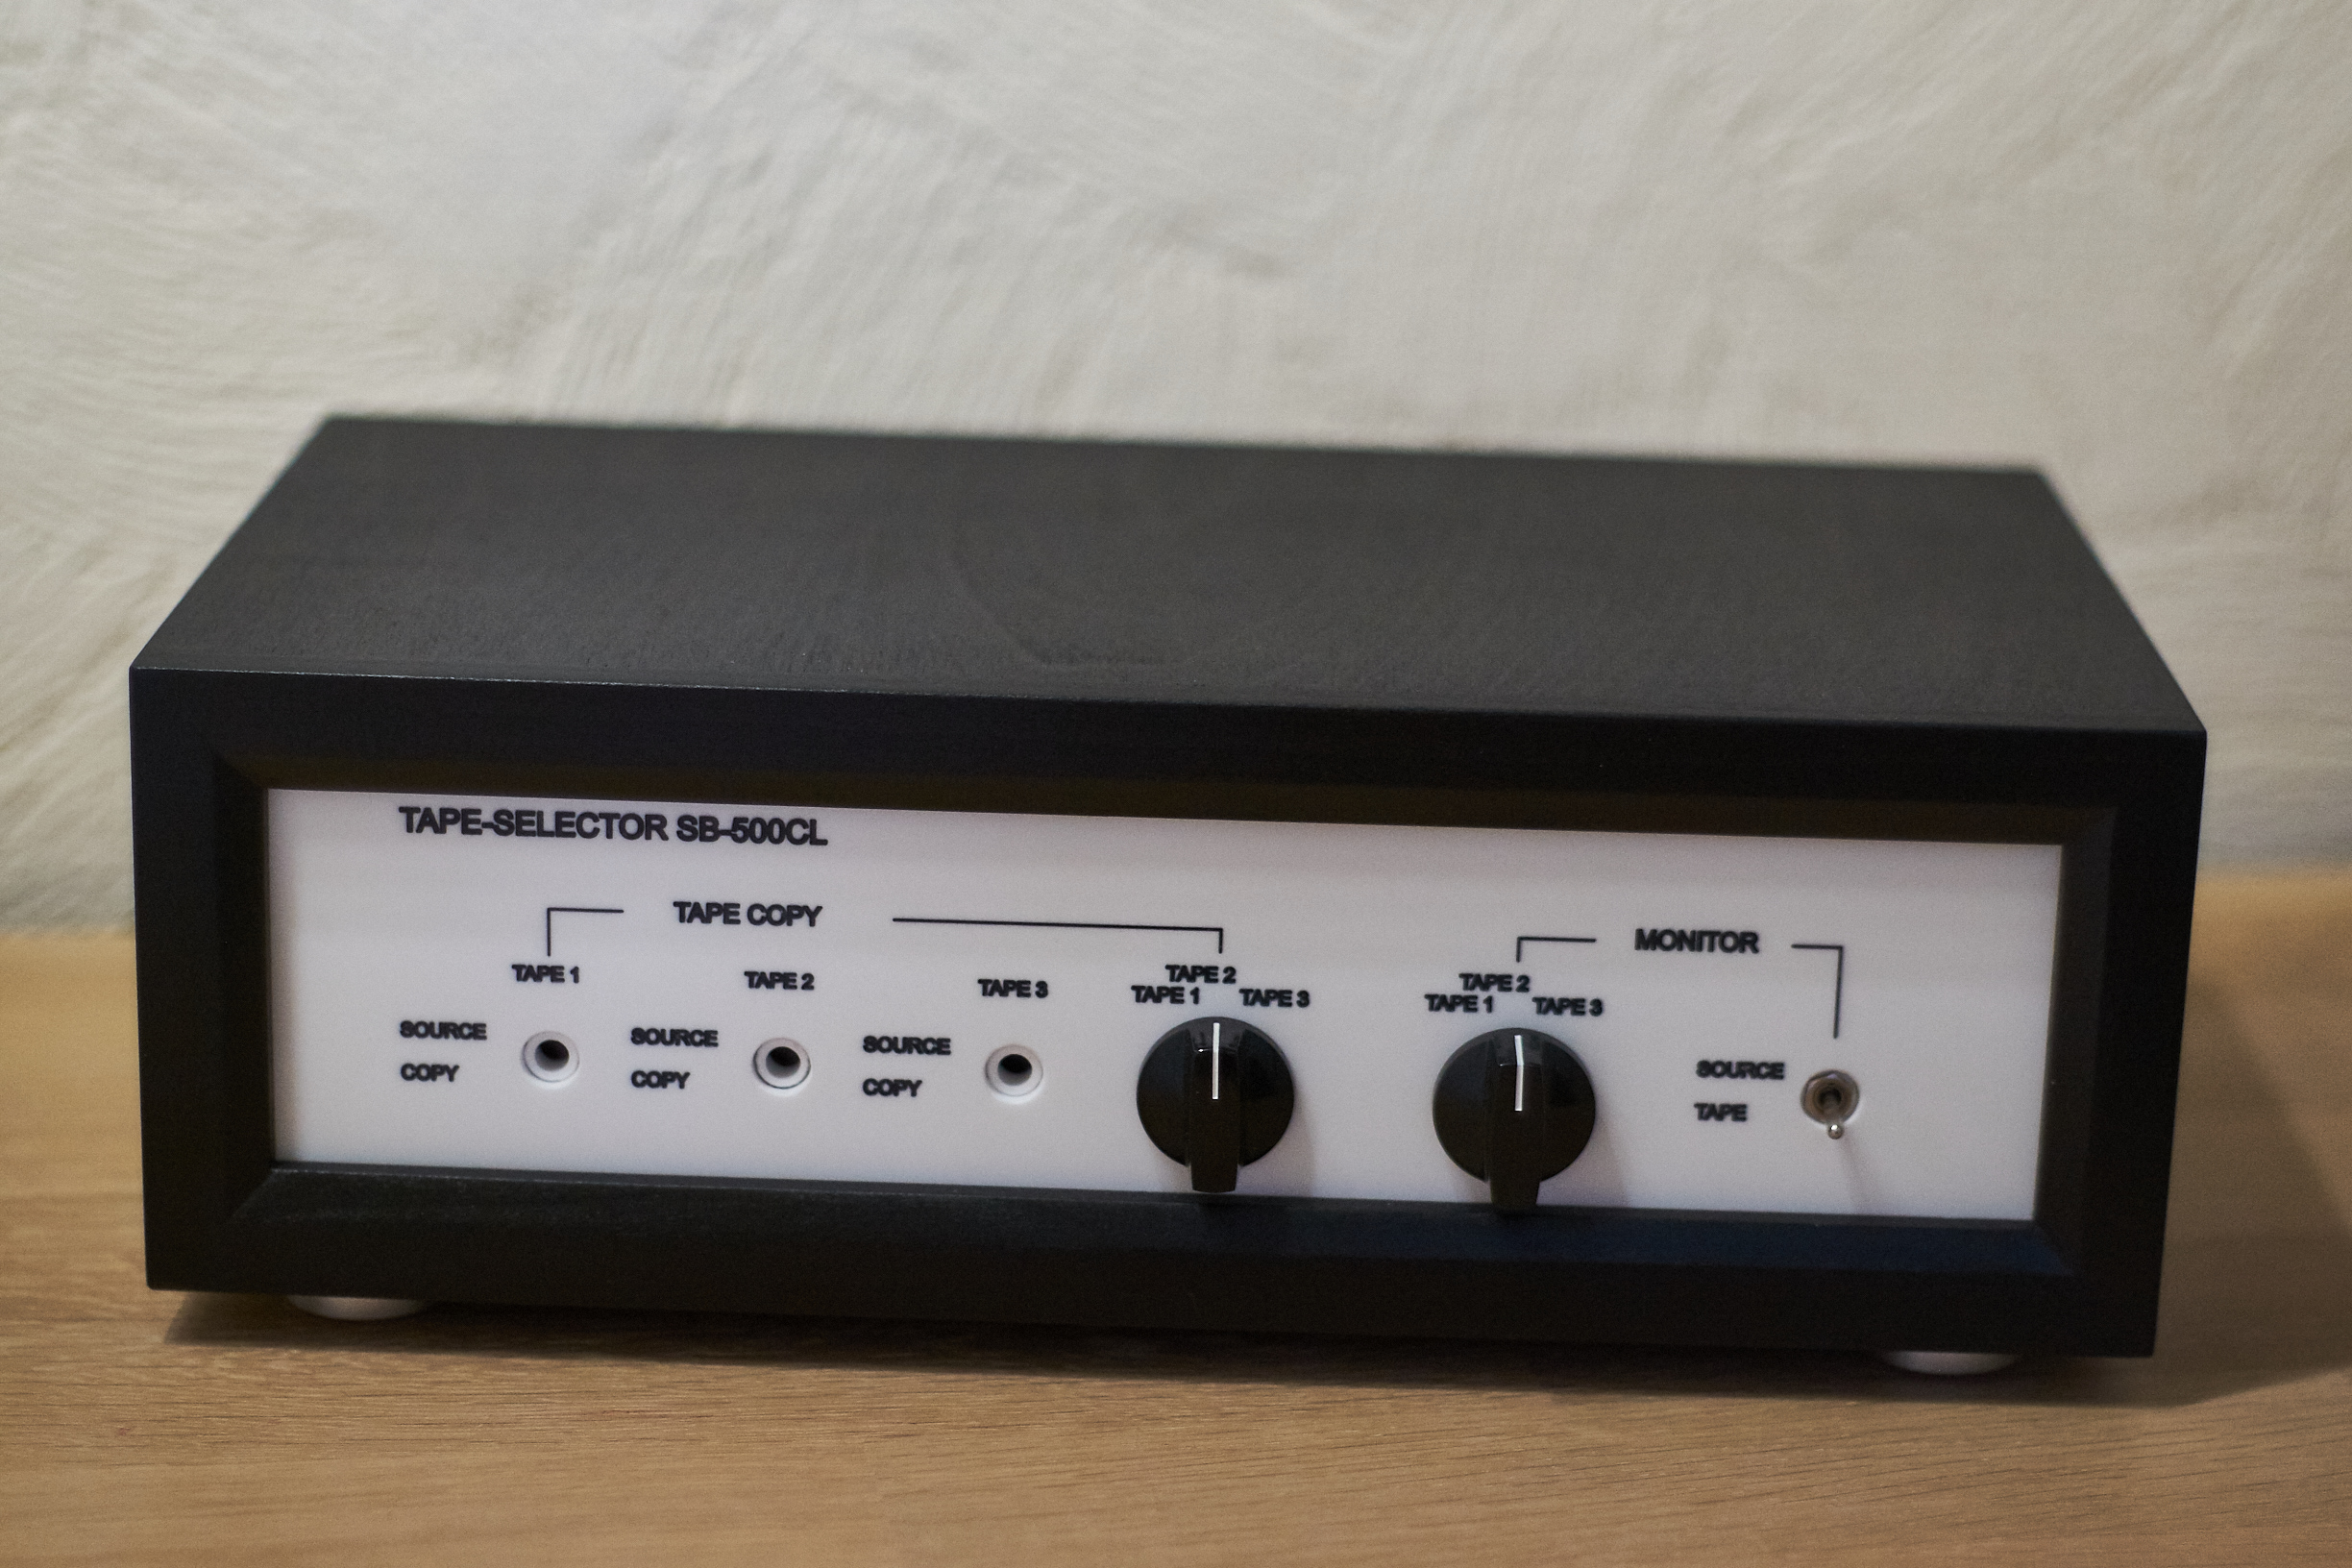 TAPE-SELECTOR SB-500CL
TAPE COPY
MONITOR
TAPE 1
TAPE 2
TAPE 3
TAPE 2
TAPE 1 TAPE 3
TAPE 2
TAPE 1 TAPE 3
SOURCE
COPY
SOURCE
COPY
SOURCE
COPY
SOURCE
TAPE